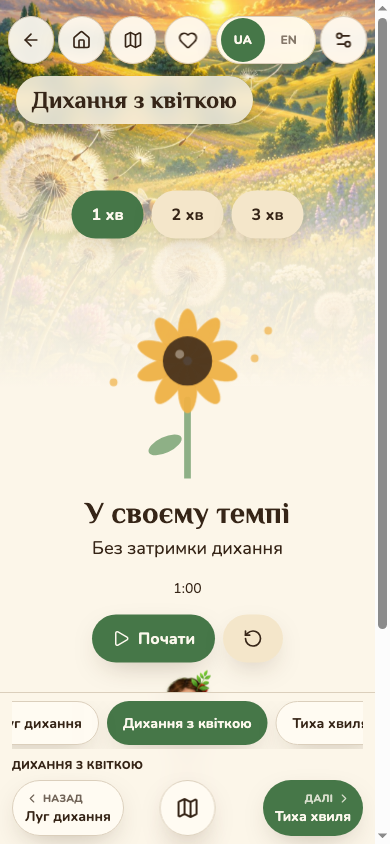 UA EN
Дихання з квіткою
1 хв 2 хв 3 хв
У своєму темпі
Без затримки дихання
1:00
Почати
уг дихання Дихання з квіткою Тиха хвиля
ДИХАННЯ З КВІТКОЮ
НАЗАД
Луг дихання
ДАЛІ
Тиха хвиля